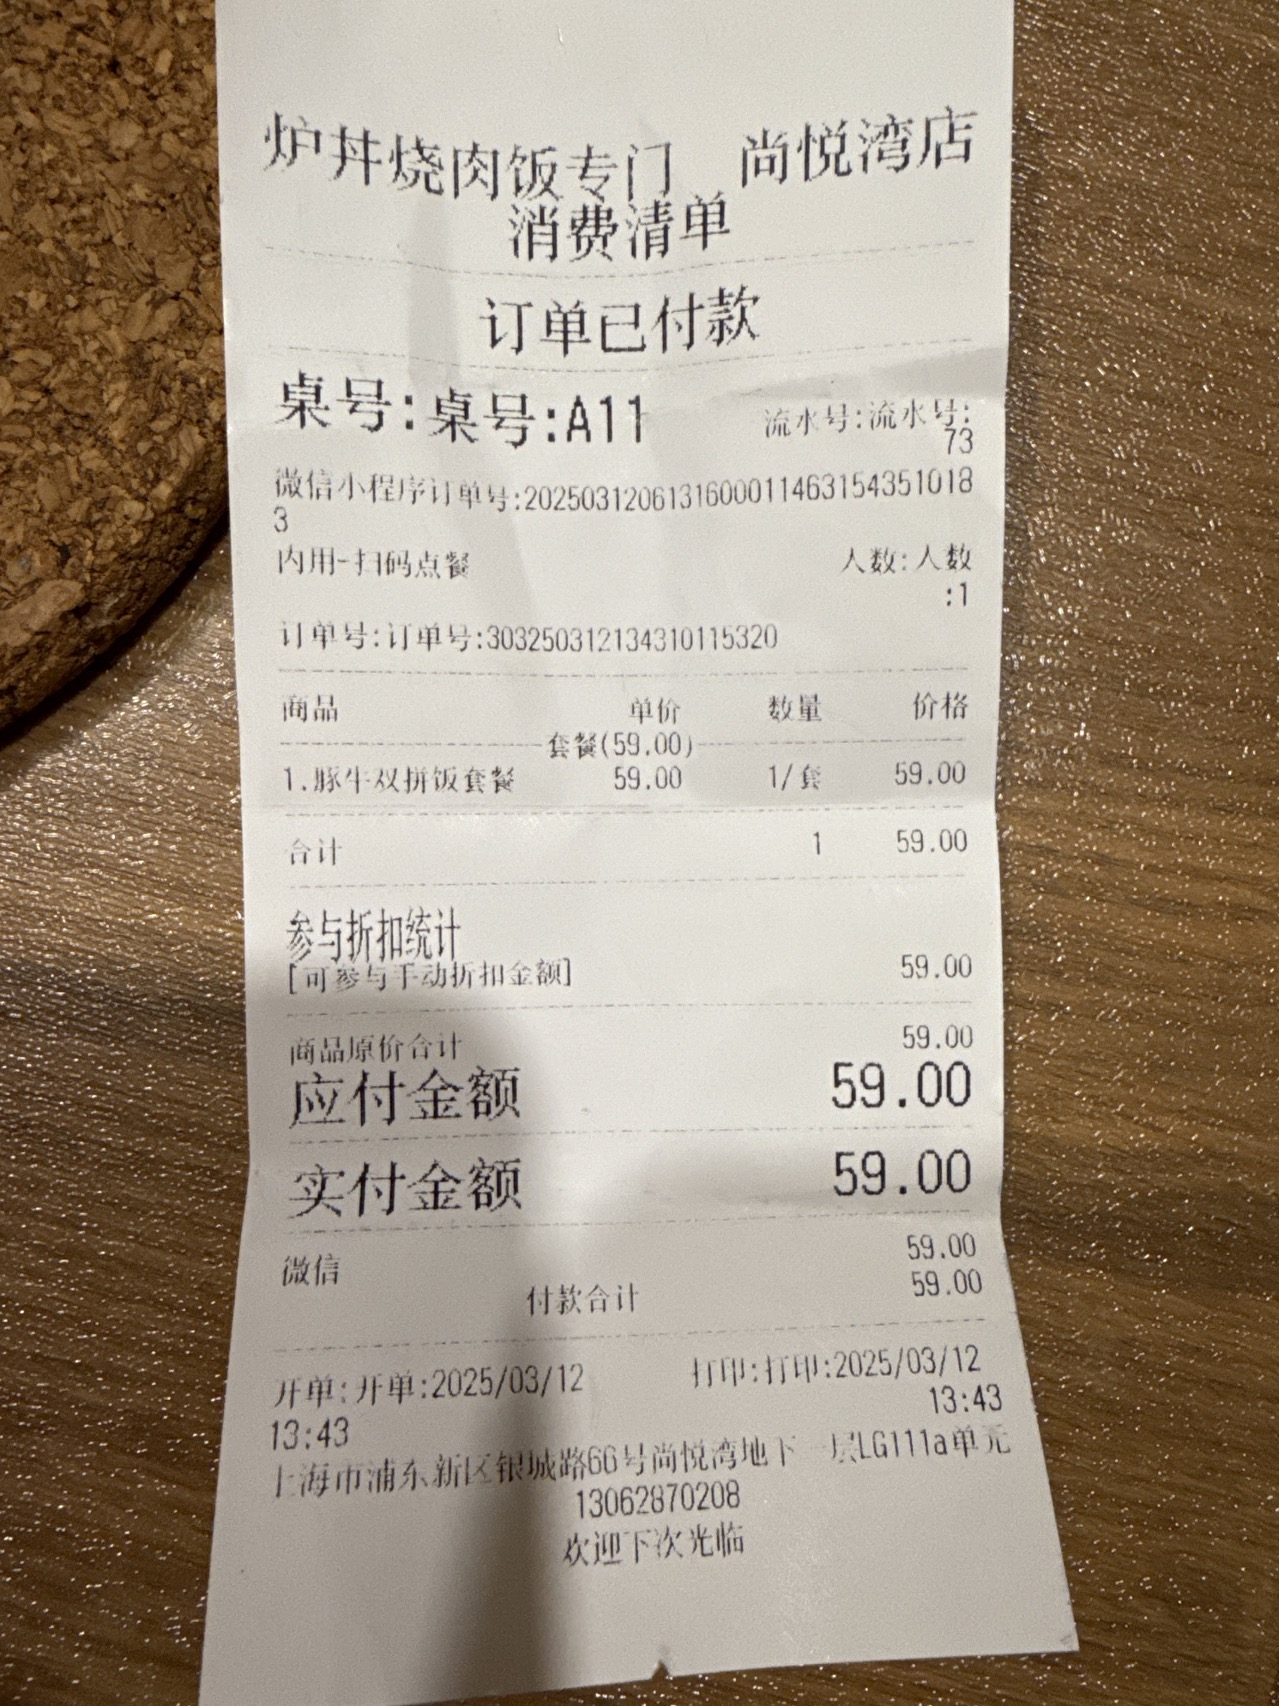 炉丼烧肉饭专门 尚悦湾店
消费清单
订单已付款
桌号:桌号:A11 流水号:流水号:
73
微信小程序订单号:2025031206131600011463154351018
3
内用-扫码点餐 人数:人数
:1
订单号:订单号:303250312134310115320
商品 单价 数量 价格
套餐(59.00)
1.豚牛双拼饭套餐 59.00 1/套 59.00
合计 1 59.00
参与折扣统计
[可参与手动折扣金额] 59.00
商品原价合计 59.00
应付金额 59.00
实付金额 59.00
微信 59.00
付款合计 59.00
开单:开单:2025/03/12 打印:打印:2025/03/12
13:43 13:43
上海市浦东新区银城路66号尚悦湾地下一层LG111a单元
13062870208
欢迎下次光临